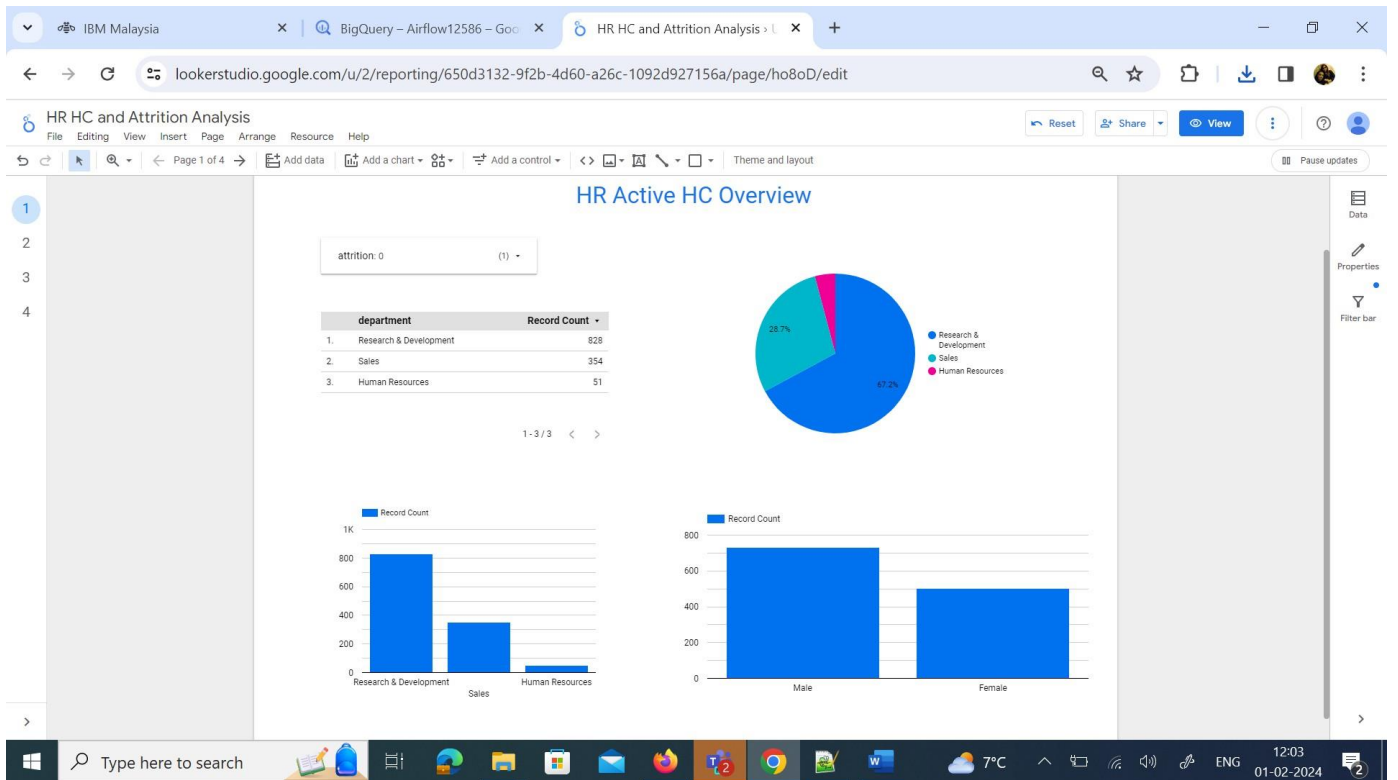 IBM Malaysia
BigQuery – Airflow12586 – Goo
HR HC and Attrition Analysis › L
lookerstudio.google.com/u/2/reporting/650d3132-9f2b-4d60-a26c-1092d927156a/page/ho8oD/edit
HR HC and Attrition Analysis
File Editing View Insert Page Arrange Resource Help
Reset Share View
Page 1 of 4 Add data Add a chart Add a control Theme and layout Pause updates
1
2
3
4
Data
Properties
Filter bar
HR Active HC Overview
attrition: 0 (1)
department Record Count
1. Research & Development 828
2. Sales 354
3. Human Resources 51
1 - 3 / 3
28.7%
67.2%
Research &
Development
Sales
Human Resources
Record Count
1K
800
600
400
200
0
Research & Development
Sales
Human Resources
Record Count
800
600
400
200
0
Male Female
Type here to search
7°C
ENG
12:03
01-02-2024
2
2